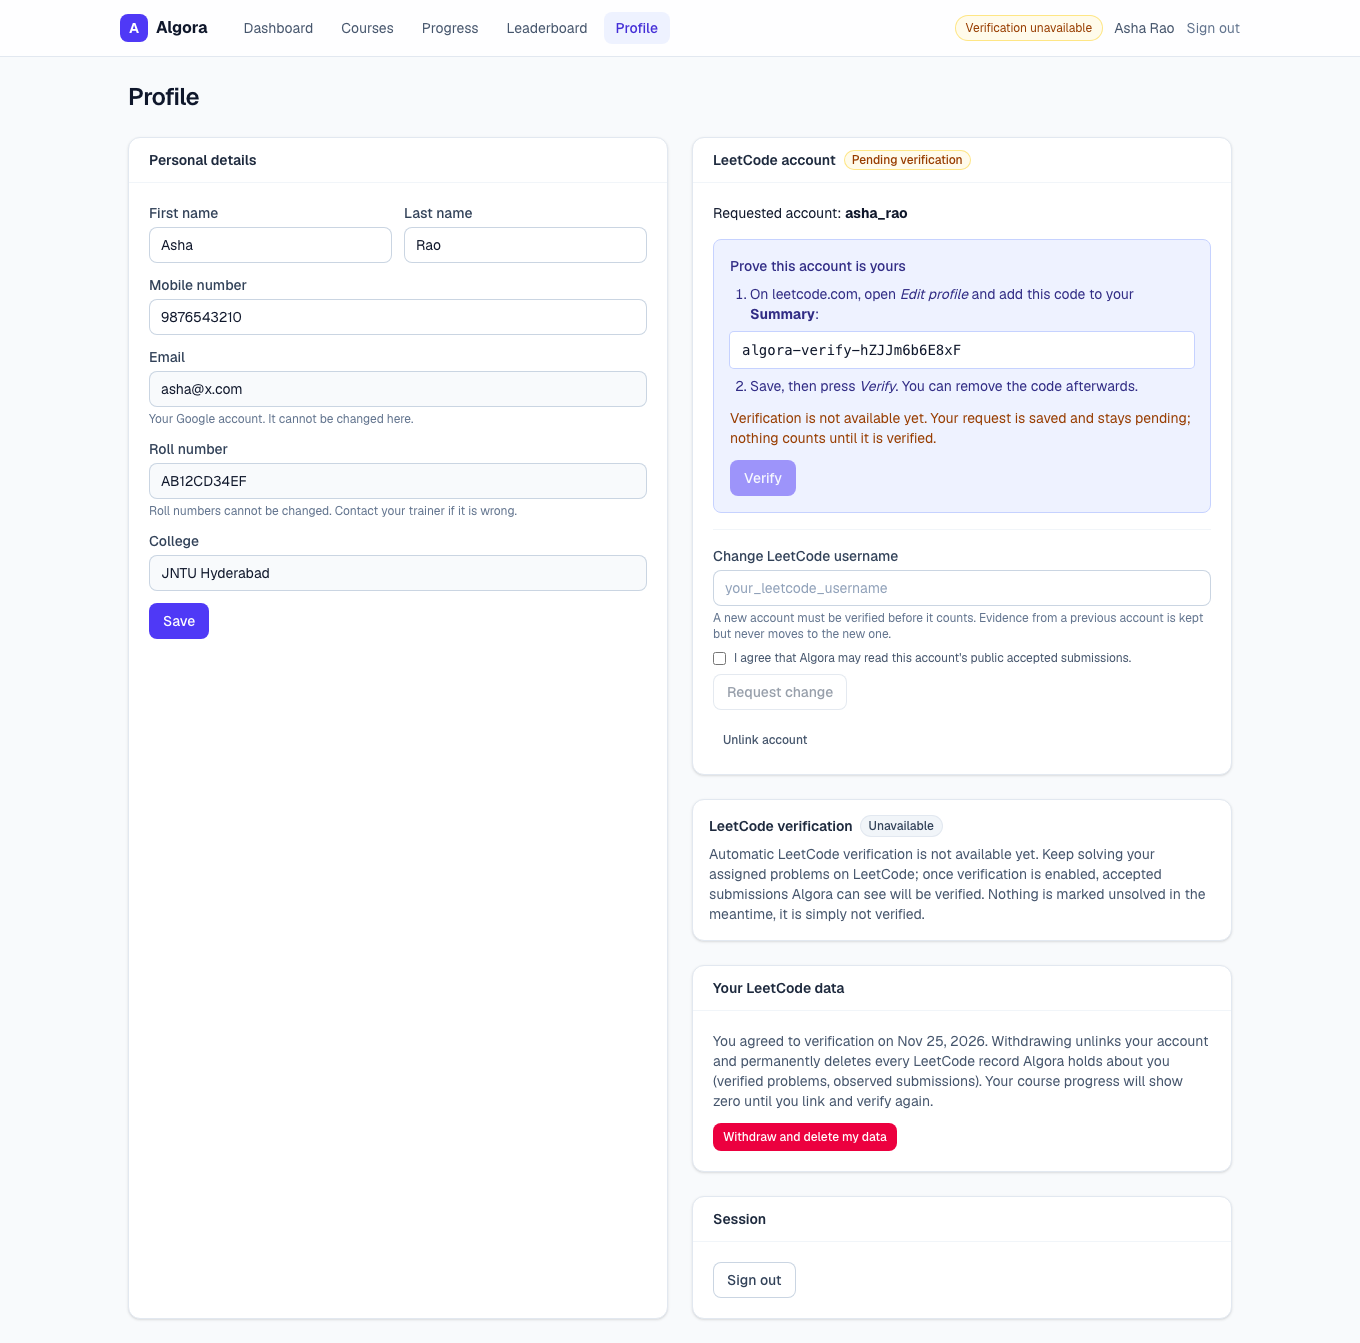 A Algora Dashboard Courses Progress Leaderboard Profile Verification unavailable Asha Rao Sign out
Profile
Personal details
First name Last name
Asha Rao
Mobile number
9876543210
Email
asha@x.com
Your Google account. It cannot be changed here.
Roll number
AB12CD34EF
Roll numbers cannot be changed. Contact your trainer if it is wrong.
College
JNTU Hyderabad
Save
LeetCode account Pending verification
Requested account: asha_rao
Prove this account is yours
1. On leetcode.com, open Edit profile and add this code to your
Summary:
algora-verify-hZJJm6b6E8xF
2. Save, then press Verify. You can remove the code afterwards.
Verification is not available yet. Your request is saved and stays pending;
nothing counts until it is verified.
Verify
Change LeetCode username
your_leetcode_username
A new account must be verified before it counts. Evidence from a previous account is kept
but never moves to the new one.
I agree that Algora may read this account's public accepted submissions.
Request change
Unlink account
LeetCode verification Unavailable
Automatic LeetCode verification is not available yet. Keep solving your
assigned problems on LeetCode; once verification is enabled, accepted
submissions Algora can see will be verified. Nothing is marked unsolved in the
meantime, it is simply not verified.
Your LeetCode data
You agreed to verification on Nov 25, 2026. Withdrawing unlinks your account
and permanently deletes every LeetCode record Algora holds about you
(verified problems, observed submissions). Your course progress will show
zero until you link and verify again.
Withdraw and delete my data
Session
Sign out